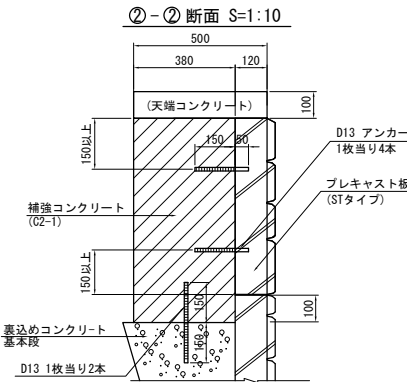 ②-② 断面 S=1:10
500
380
120
(天端コンクリート)
100
150以上
150
50
D13 アンカー
1枚当り4本
プレキャスト板
(STタイプ)
補強コンクリート
(C2-1)
150以上
150
100
裏込めコンクリート
基本段
150
D13 1枚当り2本